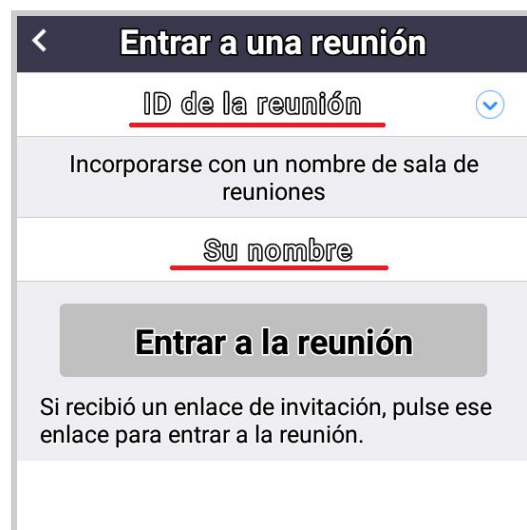 Entrar a una reunión
ID de la reunión
Incorporarse con un nombre de sala de
reuniones
Su nombre
Entrar a la reunión
Si recibió un enlace de invitación, pulse ese
enlace para entrar a la reunión.